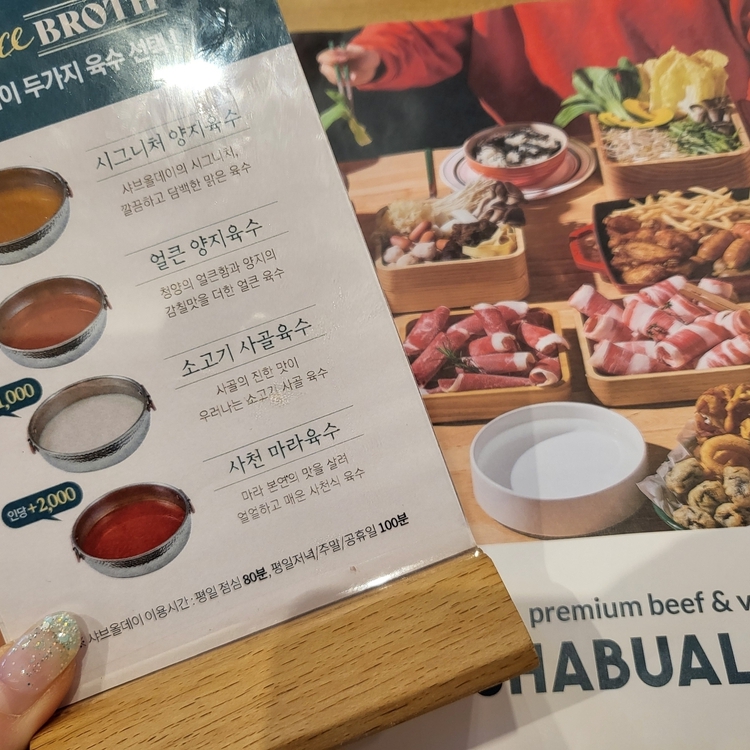 BROTH
두가지 육수 선택!
시그니처 양지육수
샤브올데이의 시그니처,
깔끔하고 담백한 맑은 육수
얼큰 양지육수
청양의 얼큰함과 양지의
감칠맛을 더한 얼큰 육수
소고기 사골육수
사골의 진한 맛이
우러나는 소고기 사골 육수
사천 마라육수
인당+2,000
마라 본연의 맛을 살려
얼얼하고 매운 사천식 육수
샤브올데이 이용시간 : 평일 점심 80분, 평일저녁/주말/공휴일 100분
premium beef & v
SHABUAL